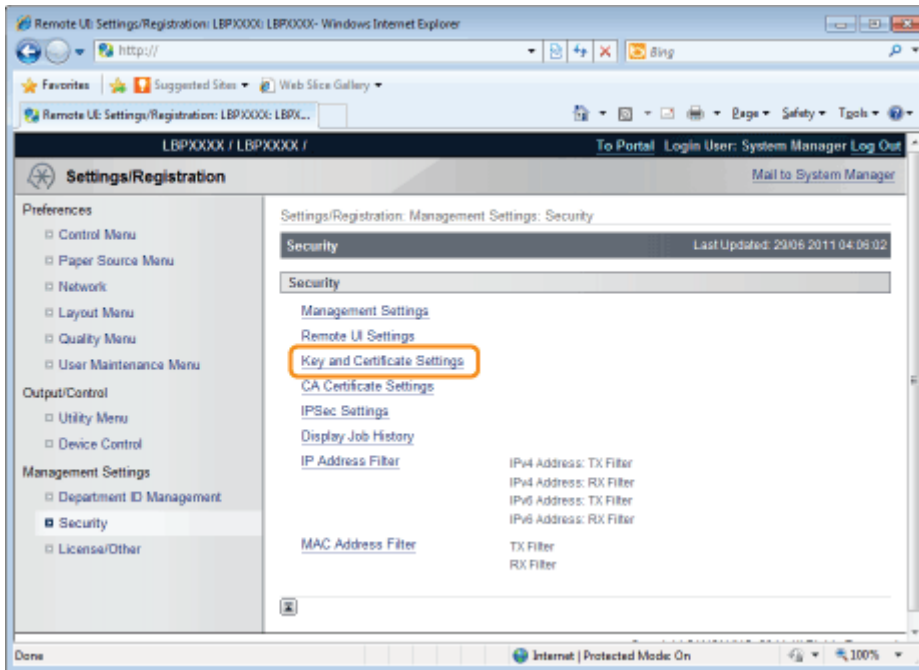 Remote UI: Settings/Registration: LBPXXXX: LBPXXXX- Windows Internet Explorer
http://
Bing
Favorites Suggested Sites Web Slice Gallery
Remote UI: Settings/Registration: LBPXXXX: LBPX... Page Safety Tools
LBPXXXX / LBPXXXX / To Portal Login User: System Manager Log Out
Settings/Registration Mail to System Manager
Preferences
Control Menu
Paper Source Menu
Network
Layout Menu
Quality Menu
User Maintenance Menu
Output/Control
Utility Menu
Device Control
Management Settings
Department ID Management
Security
License/Other
Settings/Registration: Management Settings: Security
Security Last Updated: 29/06 2011 04:06:02
Security
Management Settings
Remote UI Settings
Key and Certificate Settings
CA Certificate Settings
IPSec Settings
Display Job History
IP Address Filter IPv4 Address: TX Filter
IPv4 Address: RX Filter
IPv6 Address: TX Filter
IPv6 Address: RX Filter
MAC Address Filter TX Filter
RX Filter
Done Internet | Protected Mode: On 100%